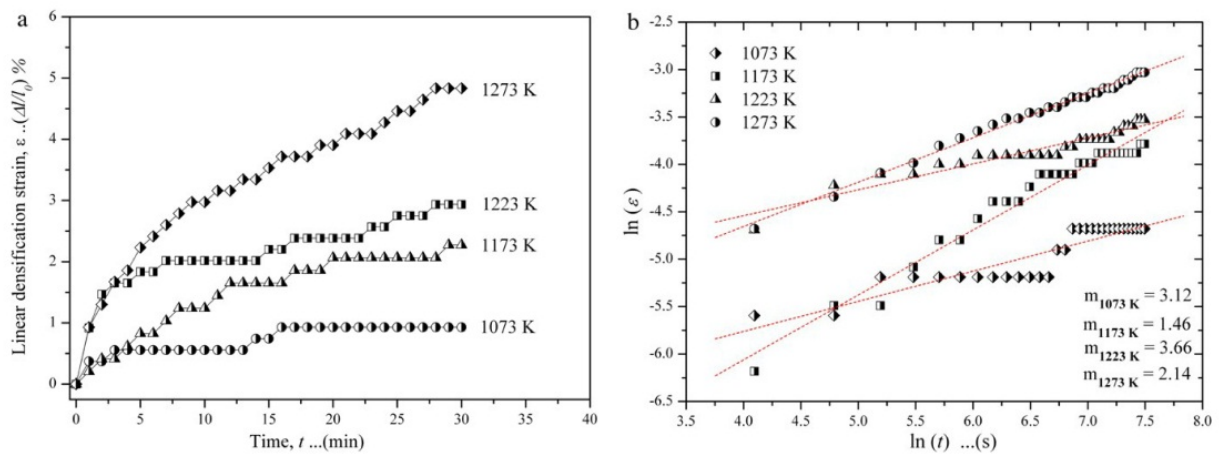 a
Linear densification strain, ε ..(Δl/l₀) %
6
5
4
3
2
1
0
1273 K
1223 K
1173 K
1073 K
0 5 10 15 20 25 30 35 40
Time, t ...(min)
b
ln (ε)
-2.5
-3.0
-3.5
-4.0
-4.5
-5.0
-5.5
-6.0
-6.5
1073 K
1173 K
1223 K
1273 K
m1073 K = 3.12
m1173 K = 1.46
m1223 K = 3.66
m1273 K = 2.14
3.5 4.0 4.5 5.0 5.5 6.0 6.5 7.0 7.5 8.0
ln (t) ...(s)